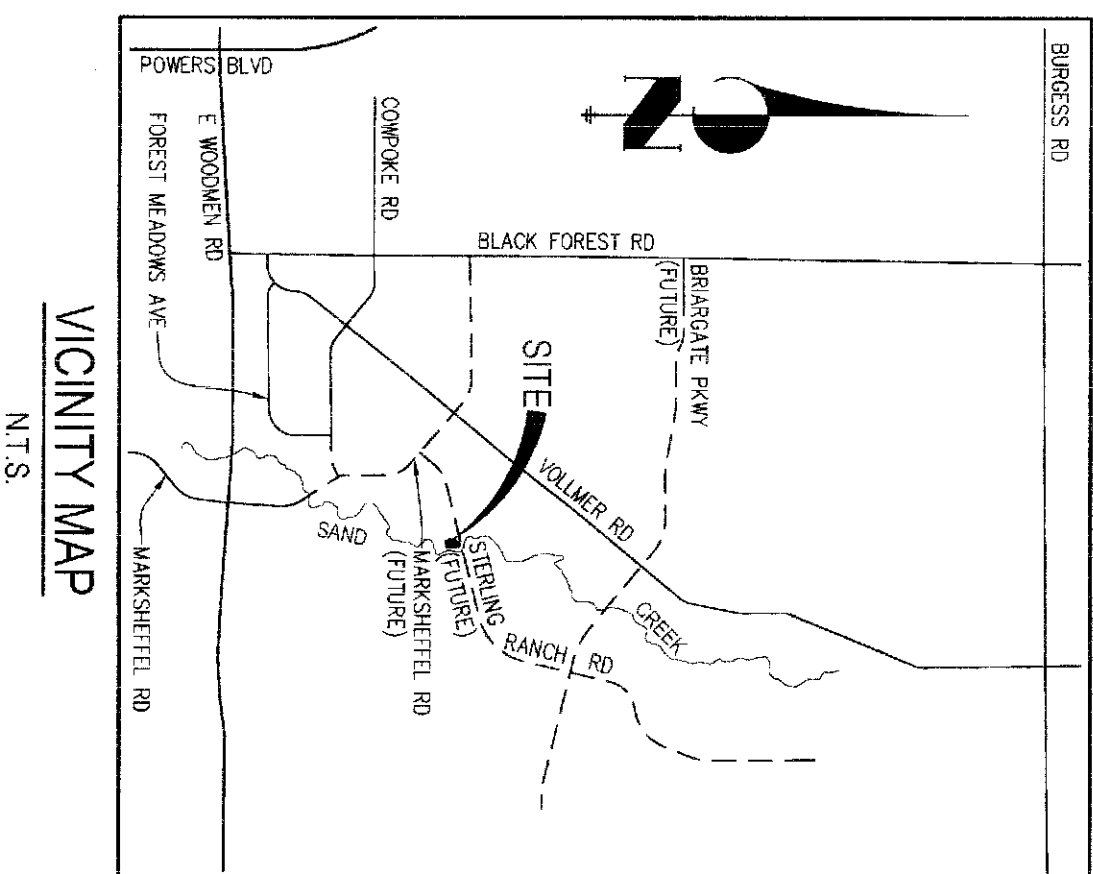 BURGESS RD
POWERS BLVD
E WOODMEN RD
FOREST MEADOWS AVE
COWPOKE RD
N
BLACK FOREST RD
BRIARGATE PKWY
(FUTURE)
SITE
VOLLMER RD
SAND
CREEK
STERLING
(FUTURE)
RANCH RD
MARKSHEFFEL RD
(FUTURE)
MARKSHEFFEL RD
VICINITY MAP
N.T.S.